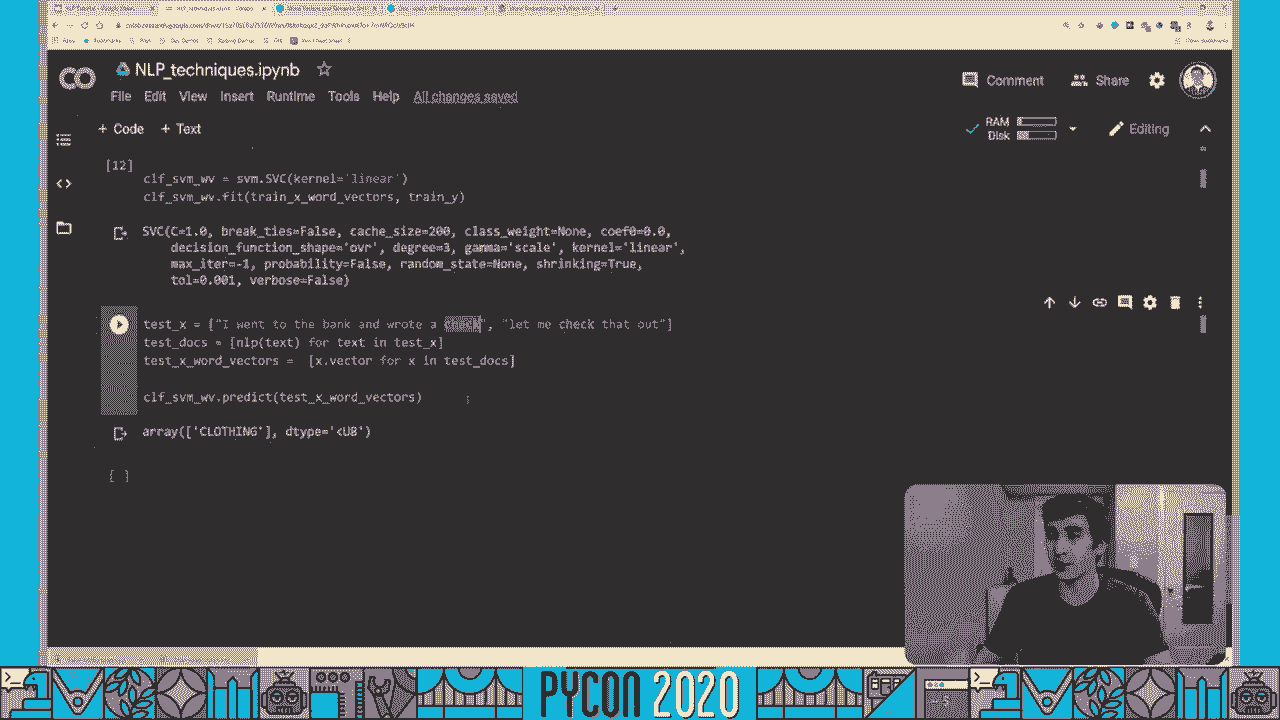 NLP_techniques.ipynb
File Edit View Insert Runtime Tools Help All changes saved
Comment Share
+ Code + Text
RAM
Disk
Editing
[12]
clf_svm_wv = svm.SVC(kernel='linear')
clf_svm_wv.fit(train_x_word_vectors, train_y)
SVC(C=1.0, break_ties=False, cache_size=200, class_weight=None, coef0=0.0,
decision_function_shape='ovr', degree=3, gamma='scale', kernel='linear',
max_iter=-1, probability=False, random_state=None, shrinking=True,
tol=0.001, verbose=False)
test_x = ["I went to the bank and wrote a", "let me check that out"]
test_docs = [nlp(text) for text in test_x]
test_x_word_vectors = [x.vector for x in test_docs]
clf_svm_wv.predict(test_x_word_vectors)
array(['CLOTHING'], dtype='<U8')
[ ]
PYCON 2020